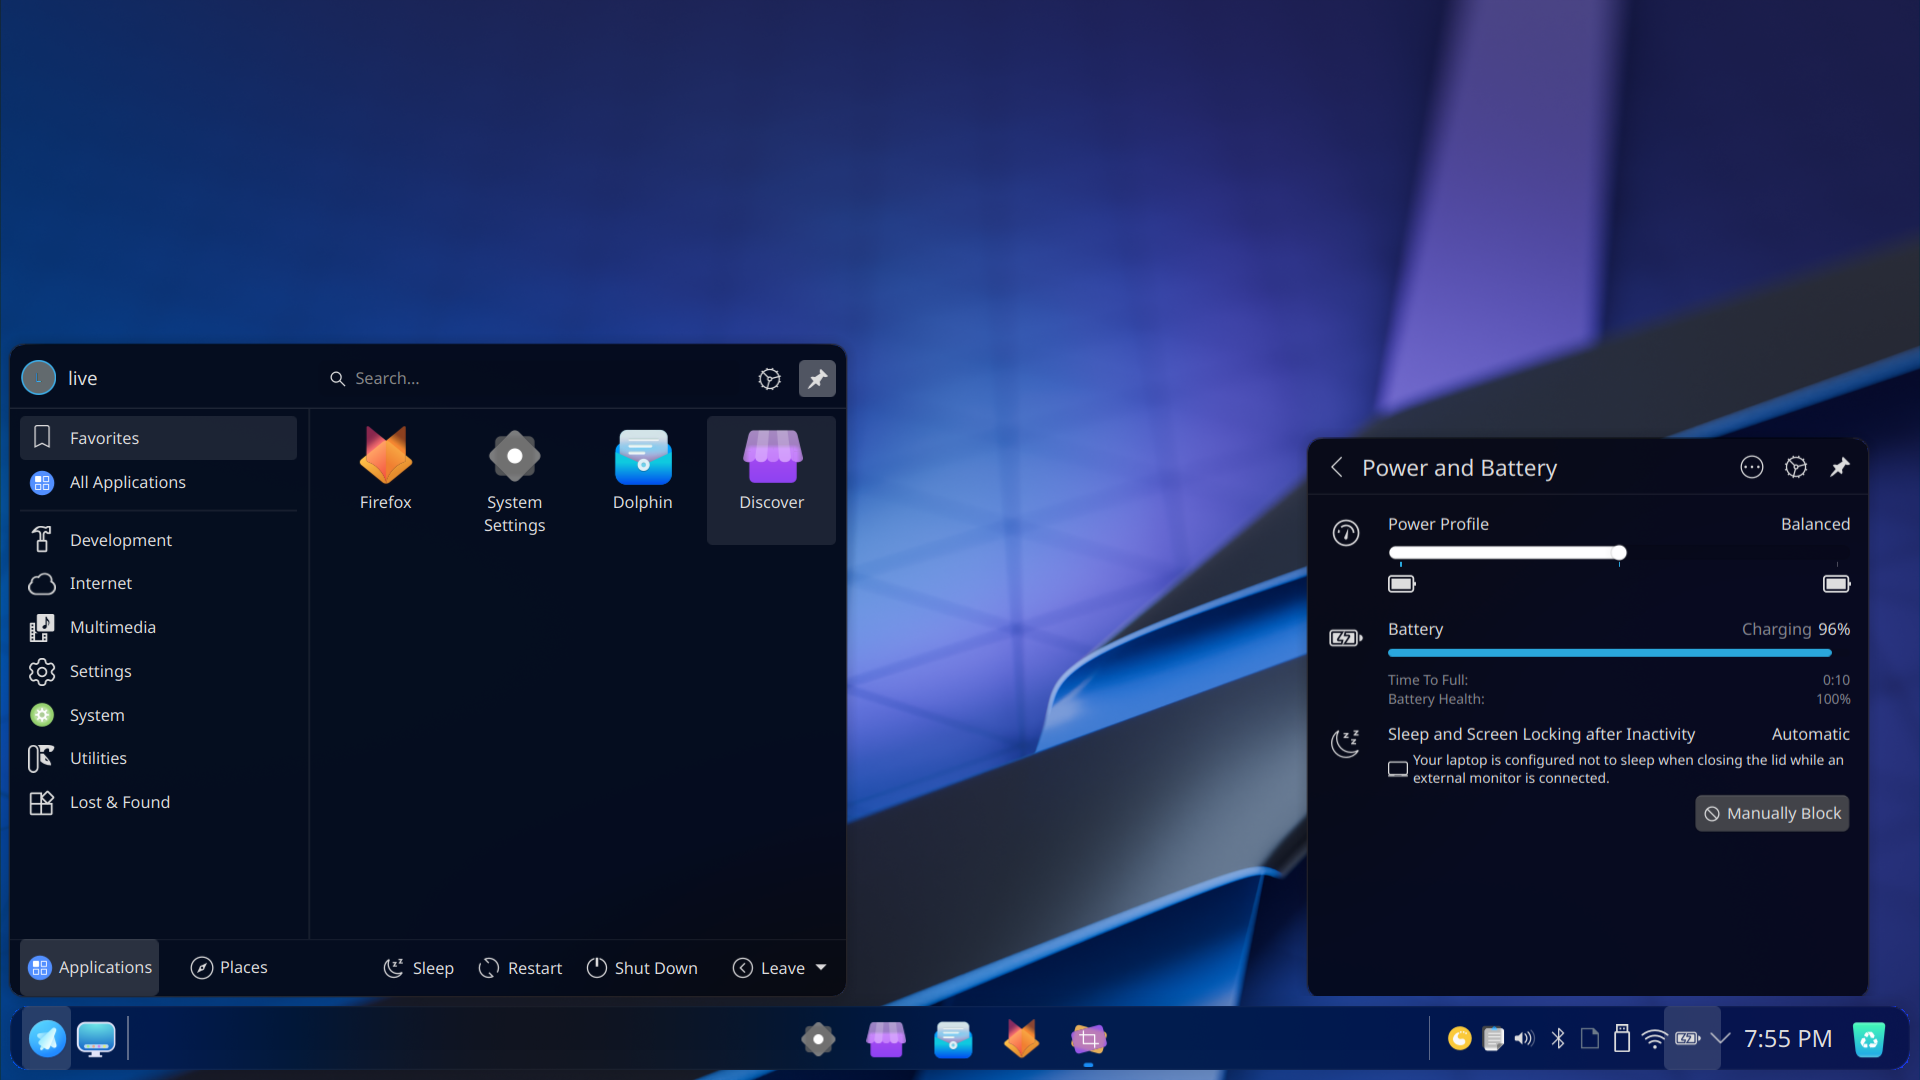 live
Search...
Favorites
All Applications
Development
Internet
Multimedia
Settings
System
Utilities
Lost & Found
Firefox
System
Settings
Dolphin
Discover
Applications
Places
Sleep
Restart
Shut Down
Leave
Power and Battery
Power Profile
Balanced
Battery
Charging 96%
Time To Full:
0:10
Battery Health:
100%
Sleep and Screen Locking after Inactivity
Automatic
Your laptop is configured not to sleep when closing the lid while an
external monitor is connected.
Manually Block
7:55 PM